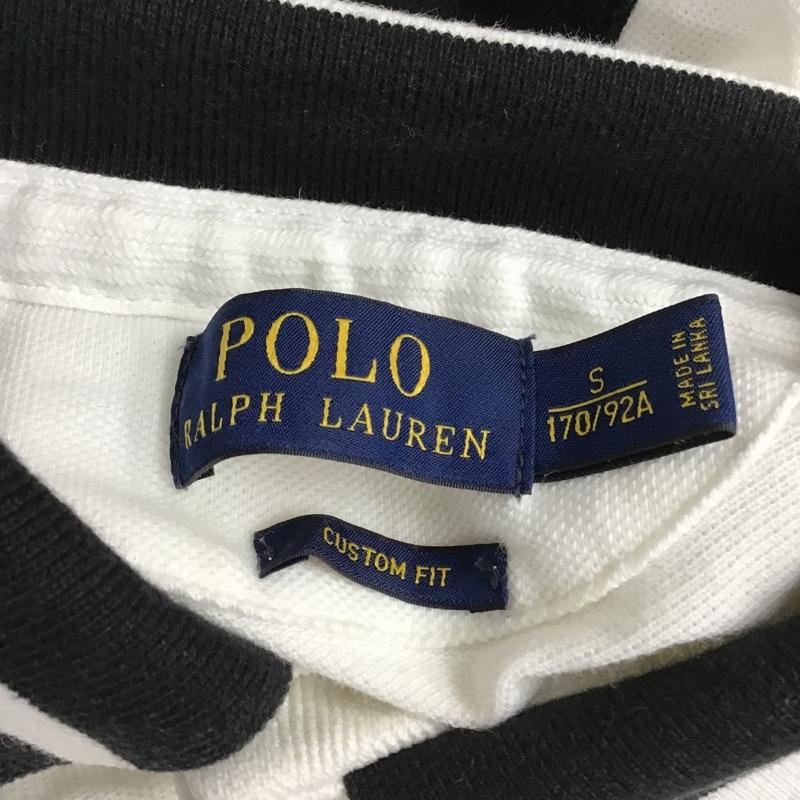 POLO
RALPH LAUREN
S
170/92A
MADE IN
SRI LANKA
CUSTOM FIT